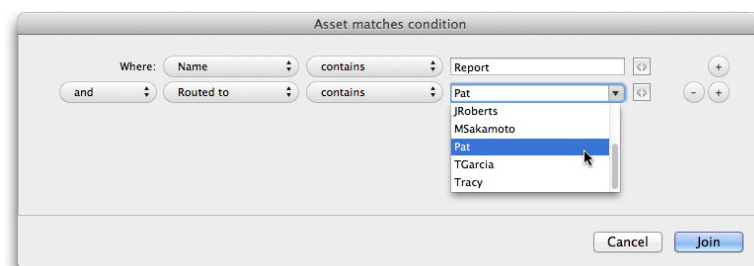 Asset matches condition
Where: Name contains Report <> +
and Routed to contains Pat <> - +
JRoberts
MSakamoto
Pat
TGarcia
Tracy
Cancel Join